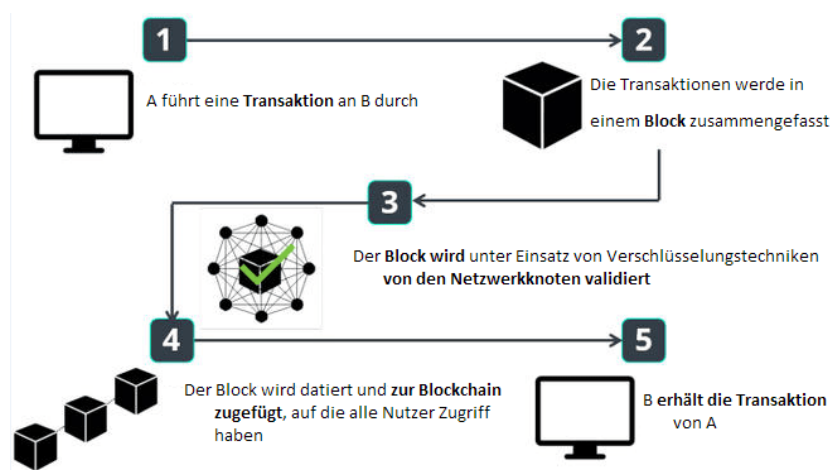 1
2
A führt eine Transaktion an B durch
Die Transaktionen werde in
einem Block zusammengefasst
3
Der Block wird unter Einsatz von Verschlüsselungstechniken
von den Netzwerkknoten validiert
4
5
Der Block wird datiert und zur Blockchain
zugefügt, auf die alle Nutzer Zugriff
haben
B erhält die Transaktion
von A